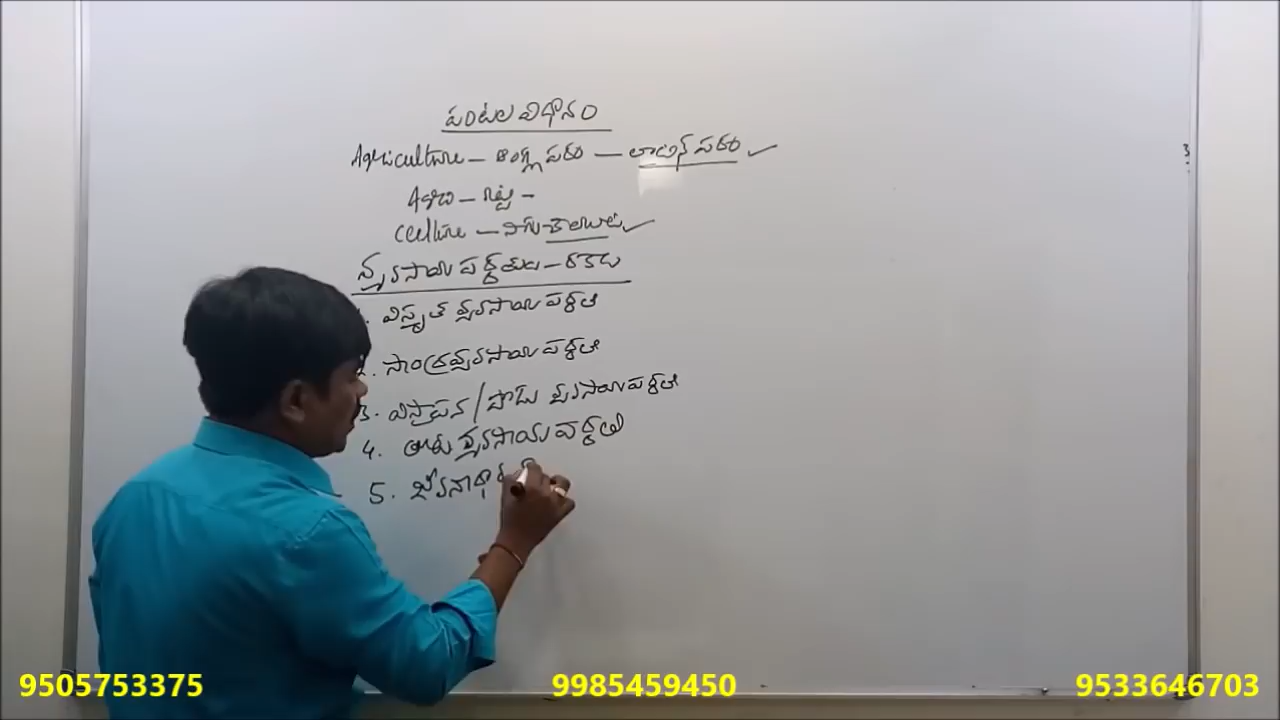 పంటల విధానం
Agriculture – ఆంగ్ల పదం – లాటిన్ పదం ✓
Agri –
Culture – సాగు
వ్యవసాయ పద్ధతులు – రకాలు
1. విస్తృత వ్యవసాయ పద్ధతి
2. సాంద్ర వ్యవసాయ పద్ధతి
3. విస్తాపన / పోడు వ్యవసాయ పద్ధతి
4. వ్యవసాయ పద్ధతి
5. జీవనాధార
9505753375 9985459450 9533646703